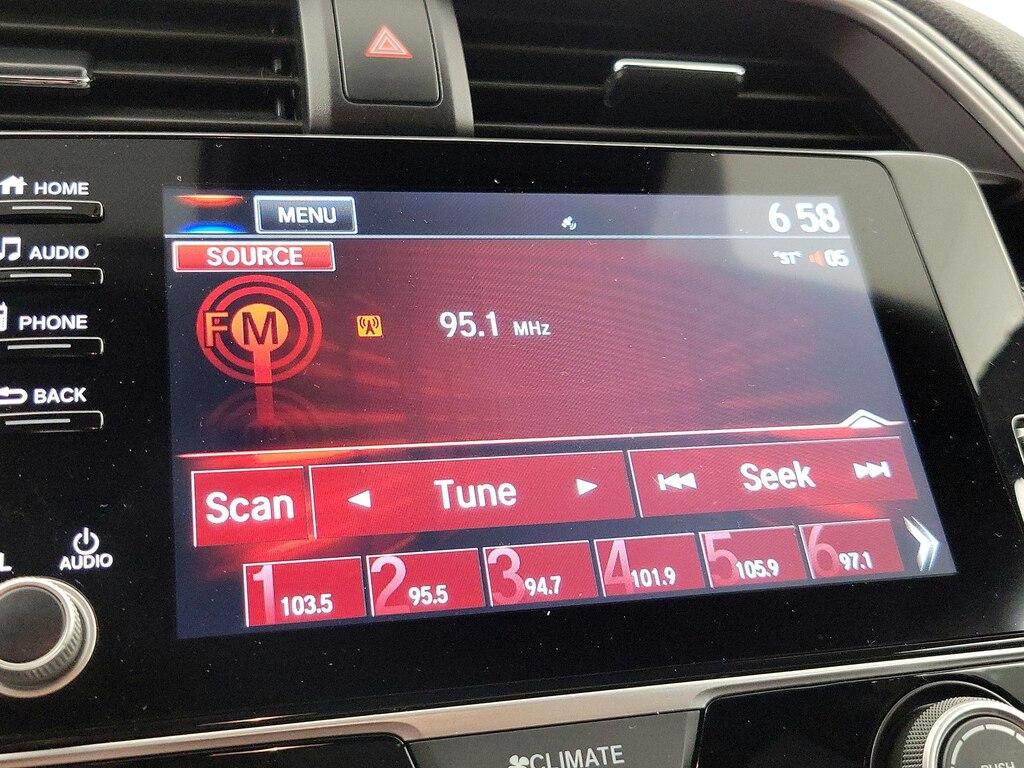 HOME
AUDIO
PHONE
BACK
AUDIO
MENU
6 58
SOURCE
"ST" 05
FM
95.1 MHz
Scan
Tune
Seek
1 103.5
2 95.5
3 94.7
4 101.9
5 105.9
6 97.1
CLIMATE
PUSH